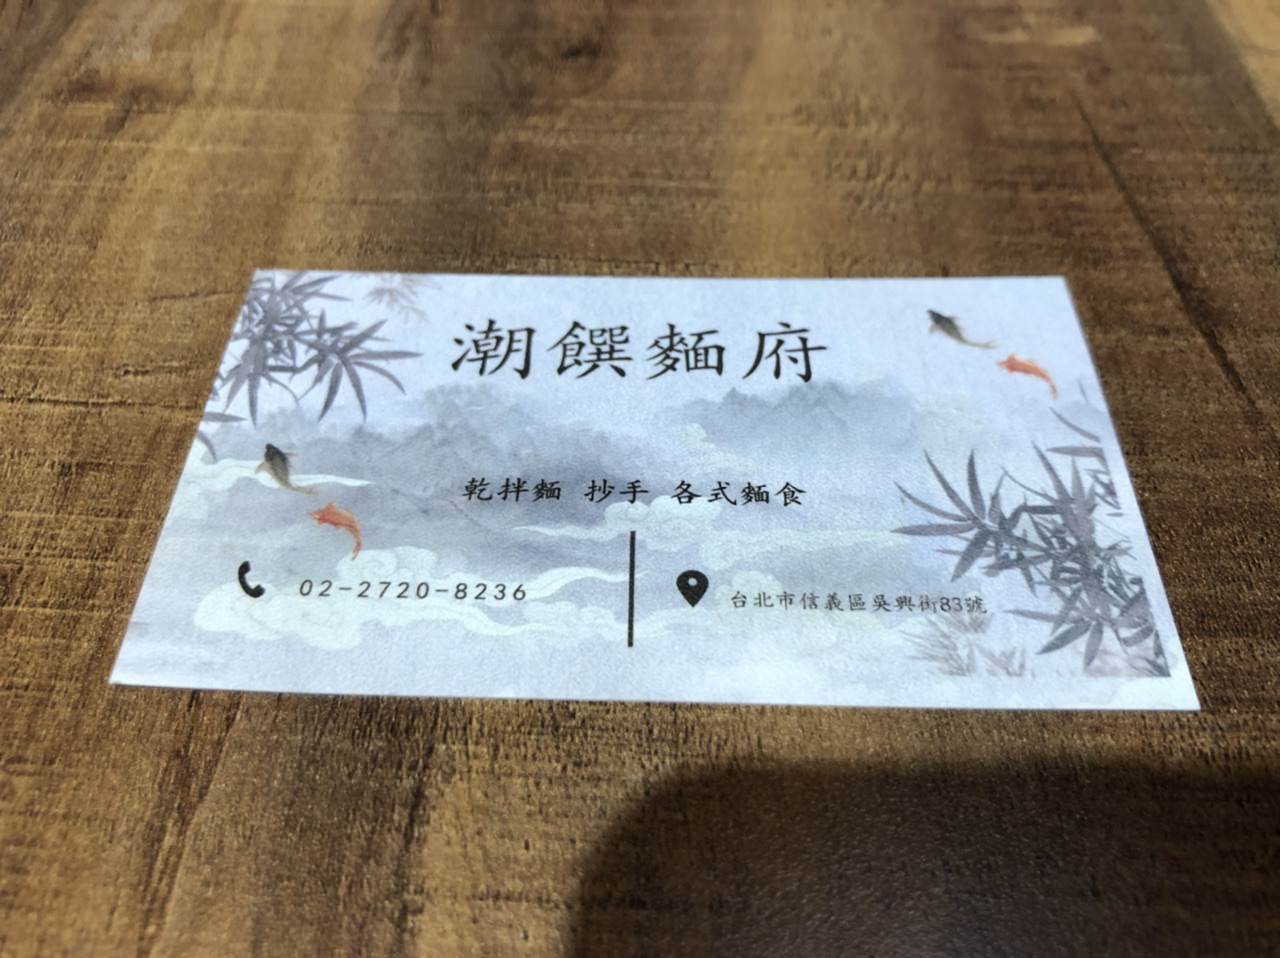 潮饌麵府
乾拌麵 抄手 各式麵食
02-2720-8236
台北市信義區吳興街83號